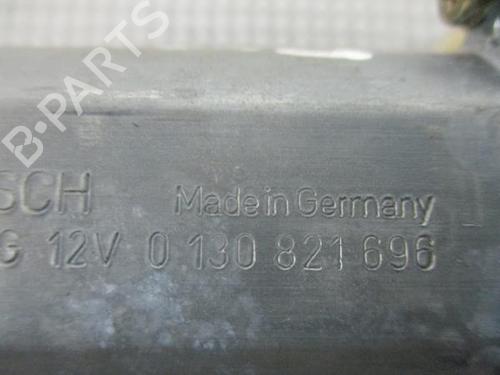 B-PARTS
SCH Made in Germany
G 12V 0 130 821 696